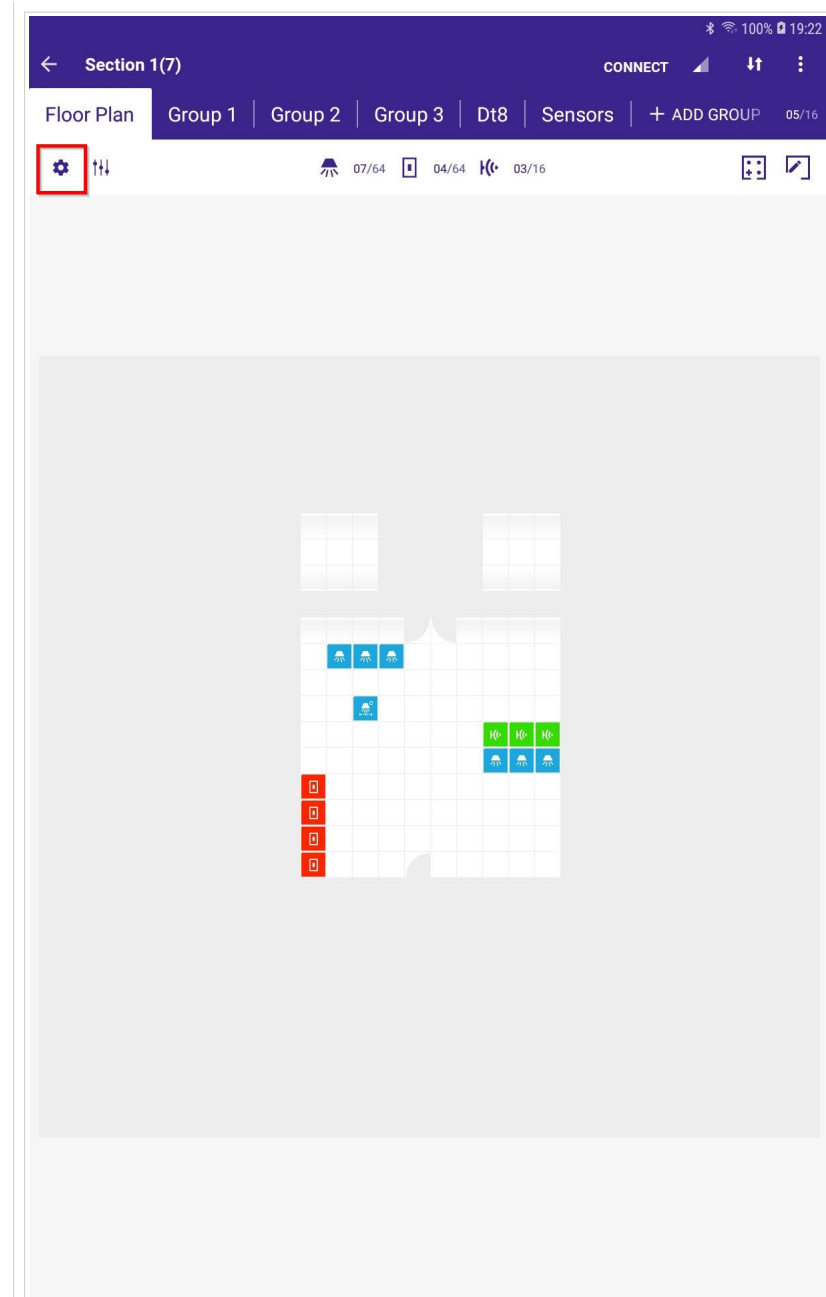 100% 19:22
Section 1(7) CONNECT
Floor Plan Group 1 Group 2 Group 3 Dt8 Sensors + ADD GROUP 05/16
07/64 04/64 03/16